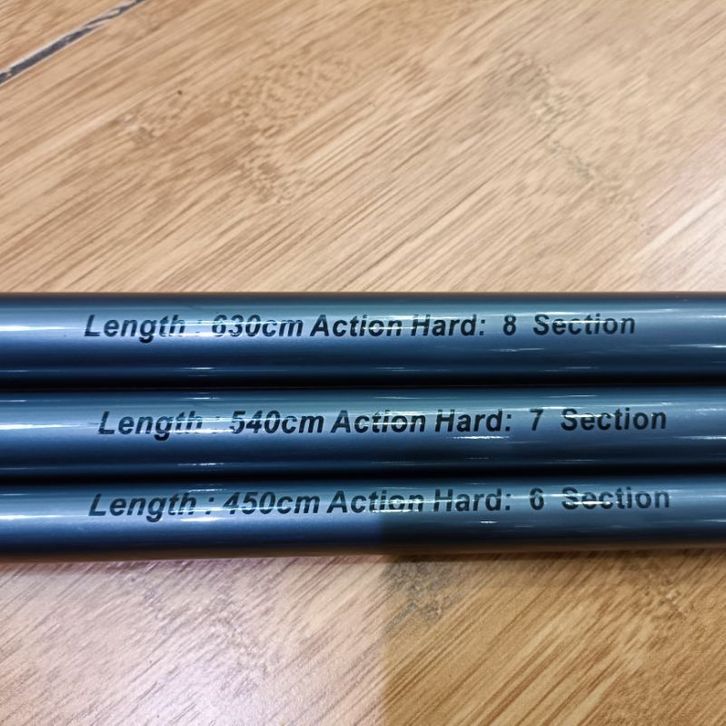 Length : 630cm Action Hard: 8 Section
Length : 540cm Action Hard: 7 Section
Length : 450cm Action Hard: 6 Section